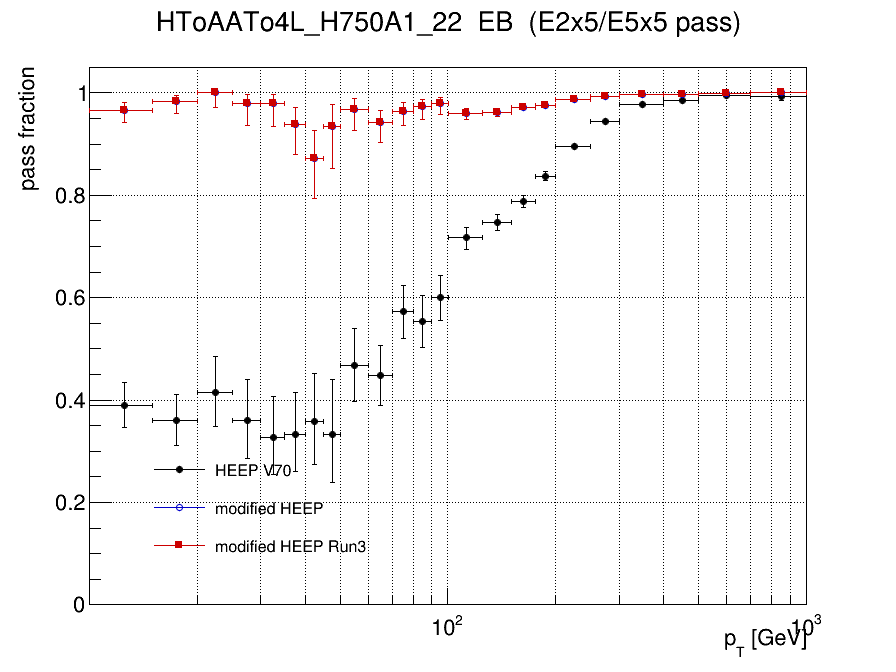 HToAATo4L_H750A1_22 EB (E2x5/E5x5 pass)
pass fraction
1
0.8
0.6
0.4
0.2
0
HEEP V70
modified HEEP
modified HEEP Run3
10²
10³
p_T [GeV]